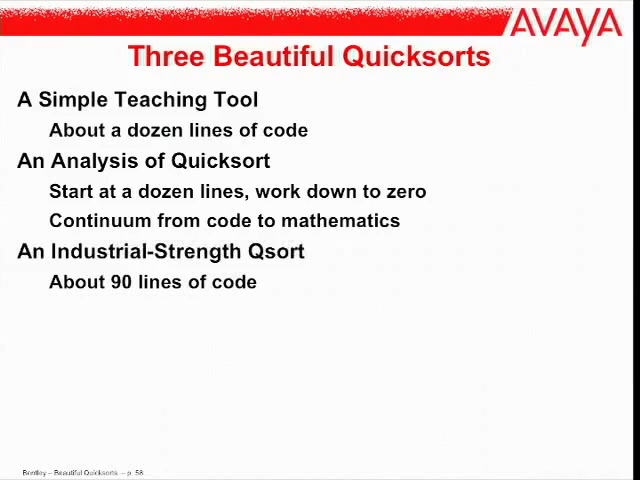 AVAYA
Three Beautiful Quicksorts
A Simple Teaching Tool
About a dozen lines of code
An Analysis of Quicksort
Start at a dozen lines, work down to zero
Continuum from code to mathematics
An Industrial-Strength Qsort
About 90 lines of code
Bentley – Beautiful Quicksorts – p. 58